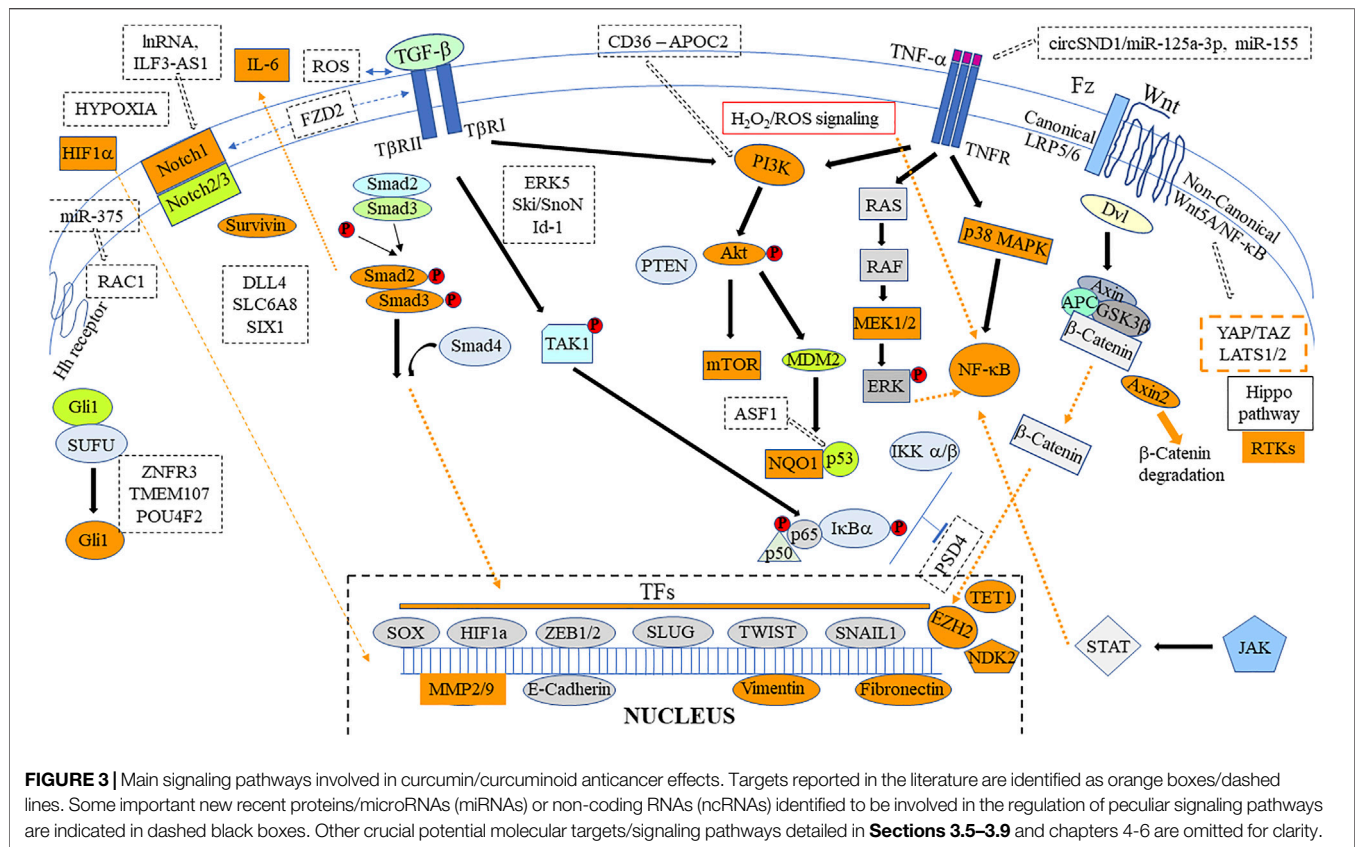 lnRNA,
ILF3-AS1
IL-6
ROS
TGF-β
CD36 – APOC2
TNF-α
circSND1/miR-125a-3p, miR-155
HYPOXIA
FZD2
HIF1α
Notch1
Notch2/3
TβRII
TβRI
H₂O₂/ROS signaling
PI3K
TNFR
Fz
Wnt
Canonical
LRP5/6
Non-Canonical
Wnt5A/NF-κB
miR-375
RAC1
Hh receptor
Survivin
DLL4
SLC6A8
SIX1
Smad2
Smad3
P
Smad2
P
Smad3
P
Smad4
ERK5
Ski/SnoN
Id-1
TAK1
P
PTEN
Akt
P
mTOR
MDM2
ASF1
NQO1
p53
RAS
RAF
MEK1/2
ERK
P
p38 MAPK
NF-κB
Dvl
Axin
APC
GSK3β
β-Catenin
Axin2
β-Catenin
β-Catenin
degradation
YAP/TAZ
LATS1/2
Hippo
pathway
RTKs
Gli1
SUFU
Gli1
ZNFR3
TMEM107
POU4F2
IKK α/β
P
p65
p50
IκBα
P
PSD4
TFs
SOX
HIF1a
ZEB1/2
SLUG
TWIST
SNAIL1
EZH2
TET1
NDK2
MMP2/9
E-Cadherin
Vimentin
Fibronectin
NUCLEUS
STAT
JAK
FIGURE 3 | Main signaling pathways involved in curcumin/curcuminoid anticancer effects. Targets reported in the literature are identified as orange boxes/dashed
lines. Some important new recent proteins/microRNAs (miRNAs) or non-coding RNAs (ncRNAs) identified to be involved in the regulation of peculiar signaling pathways
are indicated in dashed black boxes. Other crucial potential molecular targets/signaling pathways detailed in Sections 3.5–3.9 and chapters 4-6 are omitted for clarity.